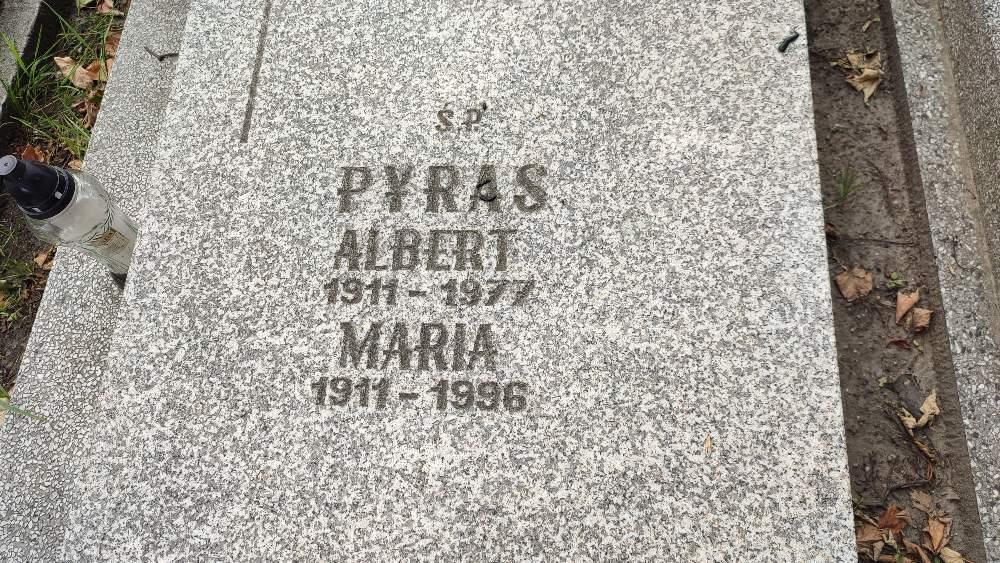 Ś.P.
PYRAS
ALBERT
1911 - 1977
MARIA
1911 - 1996